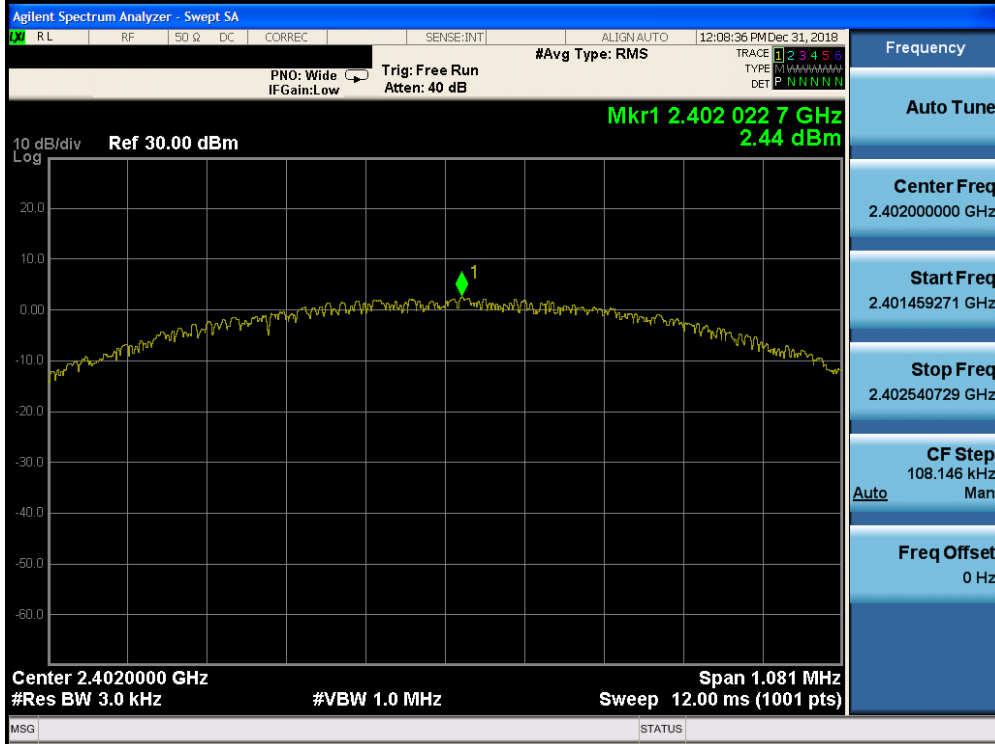 Agilent Spectrum Analyzer - Swept SA
LXI RL RF 50 Ω DC CORREC SENSE:INT ALIGN AUTO 12:08:36 PM Dec 31, 2018
#Avg Type: RMS
TRACE 1 2 3 4 5 6
TYPE M WWWWW
DET P N N N N N
PNO: Wide
IFGain:Low
Trig: Free Run
Atten: 40 dB
Mkr1 2.402 022 7 GHz
2.44 dBm
10 dB/div Ref 30.00 dBm
Log
20.0
10.0
0.00
-10.0
-20.0
-30.0
-40.0
-50.0
-60.0
1
Center 2.4020000 GHz Span 1.081 MHz
#Res BW 3.0 kHz #VBW 1.0 MHz Sweep 12.00 ms (1001 pts)
MSG STATUS
Frequency
Auto Tune
Center Freq
2.402000000 GHz
Start Freq
2.401459271 GHz
Stop Freq
2.402540729 GHz
CF Step
108.146 kHz
Auto Man
Freq Offset
0 Hz